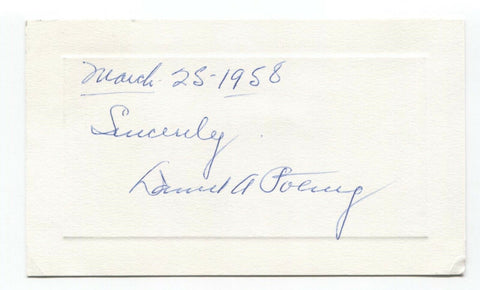 March 25-1958
Sincerely
Daniel A Poling